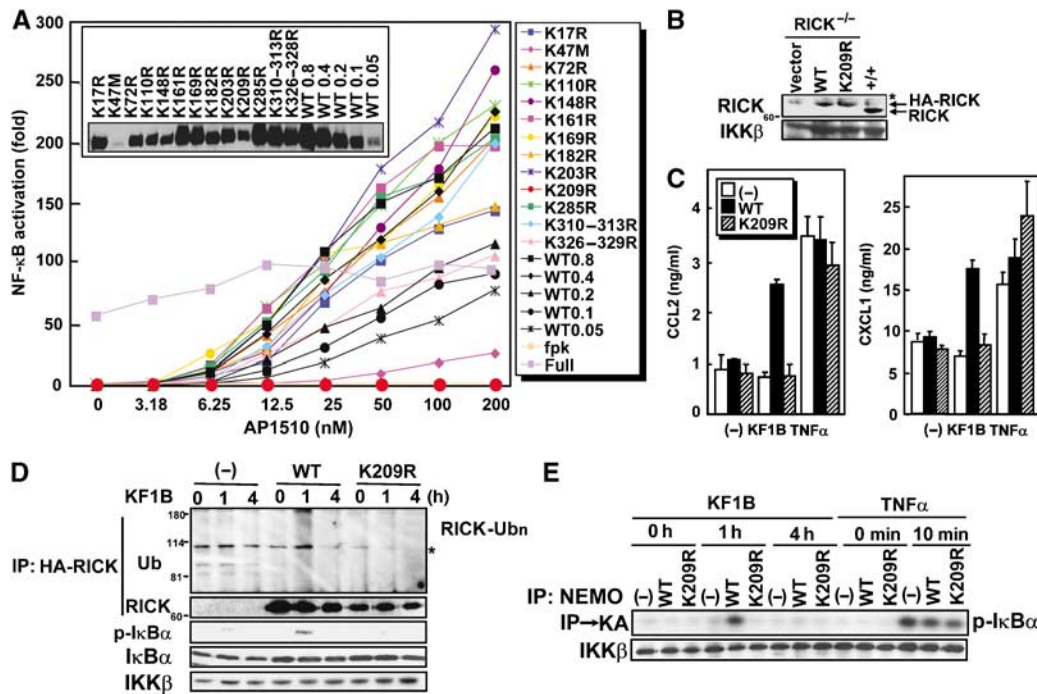 A
NF-κB activation (fold)
300
250
200
150
100
50
0
K17R
K47M
K72R
K110R
K148R
K161R
K169R
K182R
K203R
K209R
K285R
K310-313R
K326-328R
WT 0.8
WT 0.4
WT 0.2
WT 0.1
WT 0.05
0 3.18 6.25 12.5 25 50 100 200
AP1510 (nM)
K17R
K47M
K72R
K110R
K148R
K161R
K169R
K182R
K203R
K209R
K285R
K310–313R
K326–329R
WT0.8
WT0.4
WT0.2
WT0.1
WT0.05
fpk
Full
B
RICK–/–
vector
WT
K209R
+/+
RICK
60
*
HA-RICK
RICK
IKKβ
C
(–)
WT
K209R
CCL2 (ng/ml)
4
2
0
(–) KF1B TNFα
CXCL1 (ng/ml)
25
20
15
10
5
0
(–) KF1B TNFα
D
(–) WT K209R
KF1B 0 1 4 0 1 4 0 1 4 (h)
IP: HA-RICK
180
114
81
Ub
RICK-Ubn
*
RICK
60
p-IκBα
IκBα
IKKβ
E
KF1B TNFα
0 h 1h 4 h 0 min 10 min
IP: NEMO
(–) WT K209R (–) WT K209R (–) WT K209R (–) WT K209R (–) WT K209R
IP→KA
p-IκBα
IKKβ